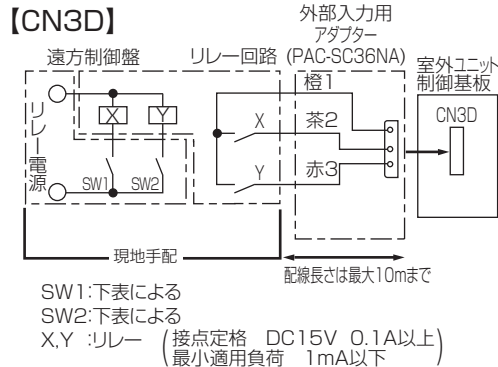 【CN3D】
外部入力用
アダプター
遠方制御盤
リレー回路
(PAC-SC36NA)
室外ユニット
制御基板
橙1
CN3D
X
Y
X
茶2
リレー電源
Y
赤3
SW1
SW2
現地手配
配線長さは最大10mまで
SW1:下表による
SW2:下表による
X,Y :リレー (接点定格 DC15V 0.1A以上
最小適用負荷 1mA以下)